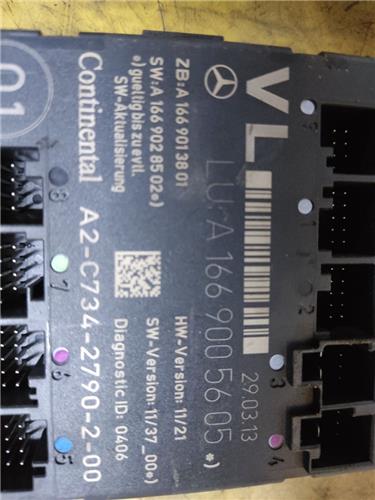 VL
29.03.13
LU: A 166 900 56 05 *)
ZB: A 166 901 38 01
SW: A 166 902 85 02 *)
*) gueltig bis zu evtl.
SW-Aktualisierung
HW-Version: 11/21
SW-Version: 11/37_00 *)
Diagnostic ID: 0406
Continental A2-C734-2790-2-00
01
1
3
4
8
7
6
5